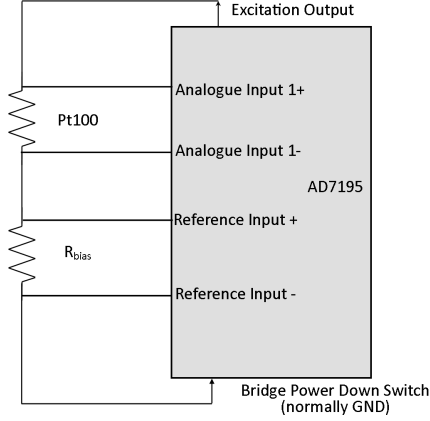 Excitation Output
Analogue Input 1+
Pt100
Analogue Input 1-
AD7195
Reference Input +
Rbias
Reference Input -
Bridge Power Down Switch
(normally GND)